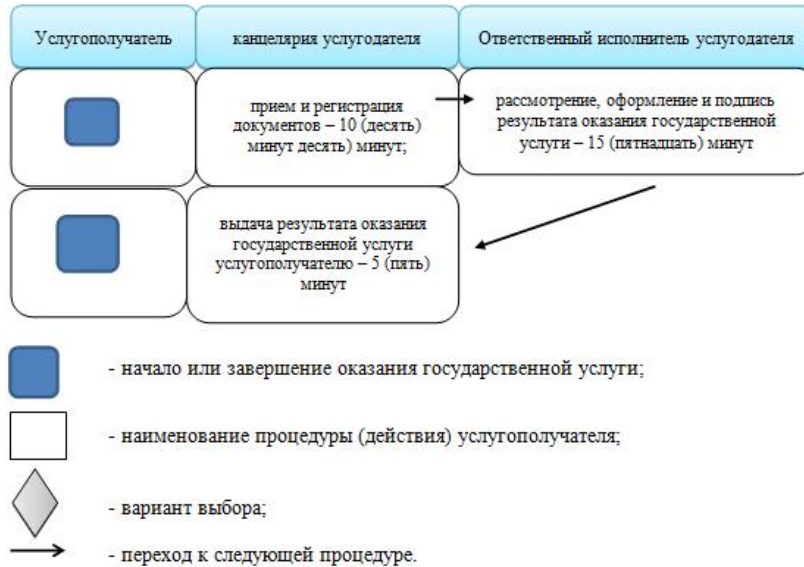 Услугополучатель
канцелярия услугодателя
Ответственный исполнитель услугодателя
прием и регистрация
документов – 10 (десять)
минут десять) минут;
рассмотрение, оформление и подпись
результата оказания государственной
услуги – 15 (пятнадцать) минут
выдача результата оказания
государственной услуги
услугополучателю – 5 (пять)
минут
- начало или завершение оказания государственной услуги;
- наименование процедуры (действия) услугополучателя;
- вариант выбора;
- переход к следующей процедуре.